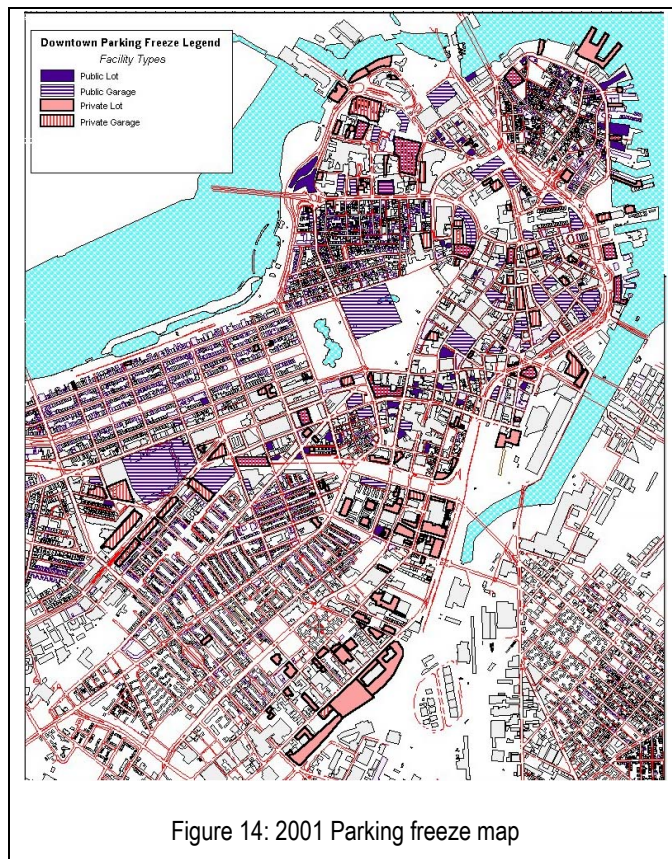 Downtown Parking Freeze Legend
Facility Types
Public Lot
Public Garage
Private Lot
Private Garage
Figure 14: 2001 Parking freeze map